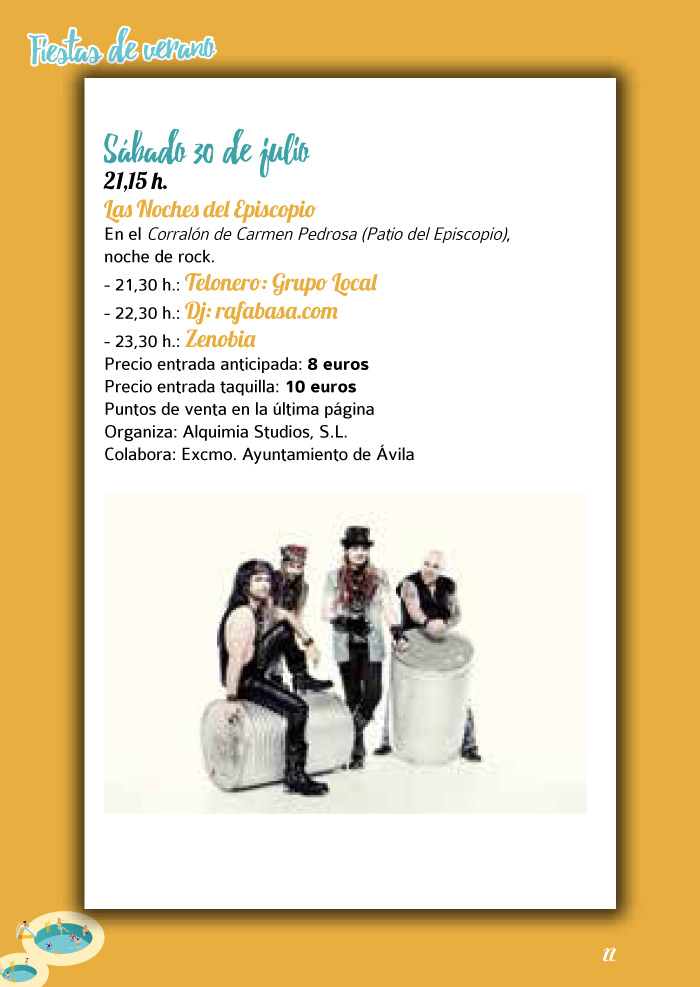 Fiestas de verano
Sábado 30 de julio
21,15 h.
Las Noches del Episcopio
En el Corralón de Carmen Pedrosa (Patio del Episcopio),
noche de rock.
- 21,30 h.: Telonero: Grupo Local
- 22,30 h.: Dj: rafabasa.com
- 23,30 h.: Zenobia
Precio entrada anticipada: 8 euros
Precio entrada taquilla: 10 euros
Puntos de venta en la última página
Organiza: Alquimia Studios, S.L.
Colabora: Excmo. Ayuntamiento de Ávila